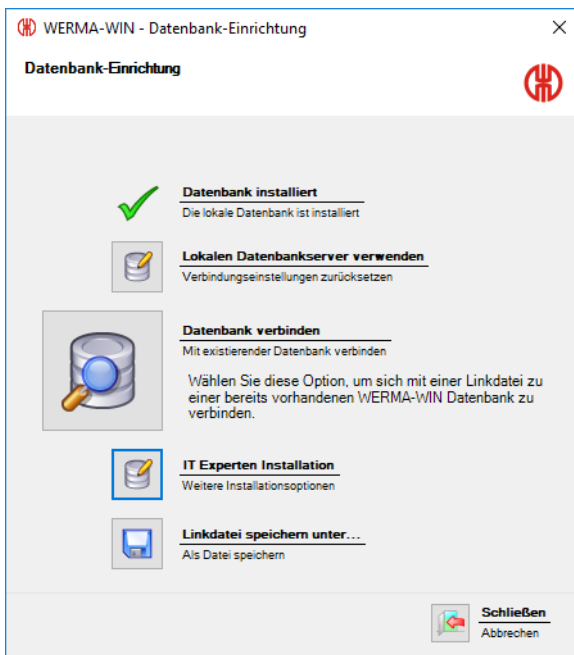 WERMA-WIN - Datenbank-Einrichtung
Datenbank-Einrichtung
Datenbank installiert
Die lokale Datenbank ist installiert
Lokalen Datenbankserver verwenden
Verbindungseinstellungen zurücksetzen
Datenbank verbinden
Mit existierender Datenbank verbinden
Wählen Sie diese Option, um sich mit einer Linkdatei zu
einer bereits vorhandenen WERMA-WIN Datenbank zu
verbinden.
IT Experten Installation
Weitere Installationsoptionen
Linkdatei speichern unter...
Als Datei speichern
Schließen
Abbrechen